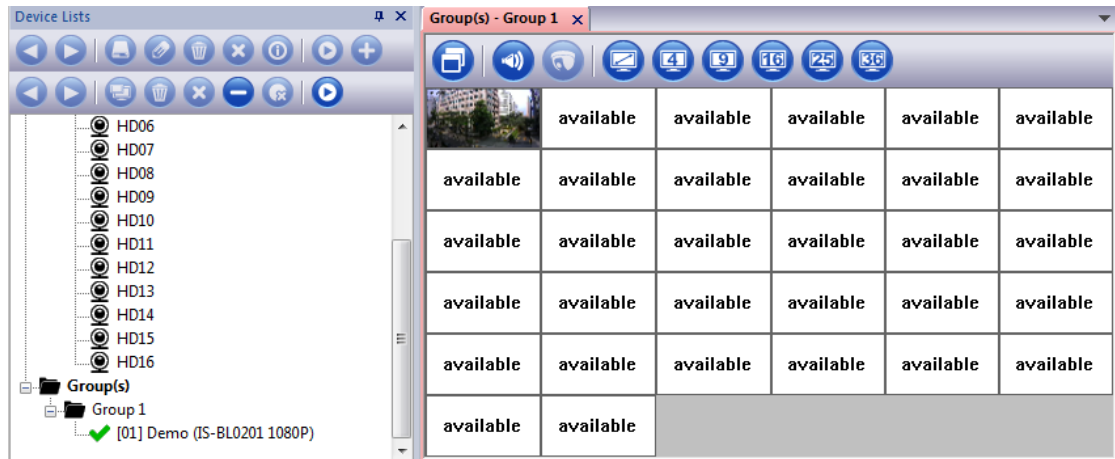 Device Lists
Group(s) - Group 1
4 9 16 25 36
HD06
HD07
HD08
HD09
HD10
HD11
HD12
HD13
HD14
HD15
HD16
Group(s)
Group 1
[01] Demo (IS-BL0201 1080P)
available available available available available
available available available available available available
available available available available available available
available available available available available available
available available available available available available
available available